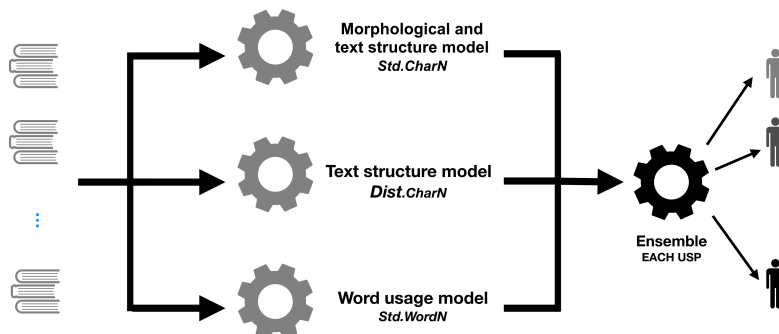 Morphological and
text structure model
Std.CharN
Text structure model
Dist.CharN
Word usage model
Std.WordN
Ensemble
EACH USP
...